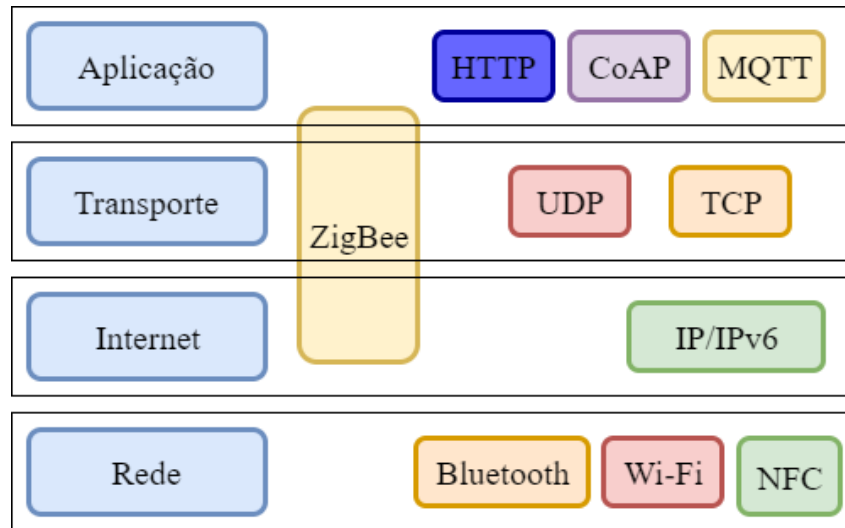 Aplicação
HTTP
CoAP
MQTT
Transporte
ZigBee
UDP
TCP
Internet
IP/IPv6
Rede
Bluetooth
Wi-Fi
NFC